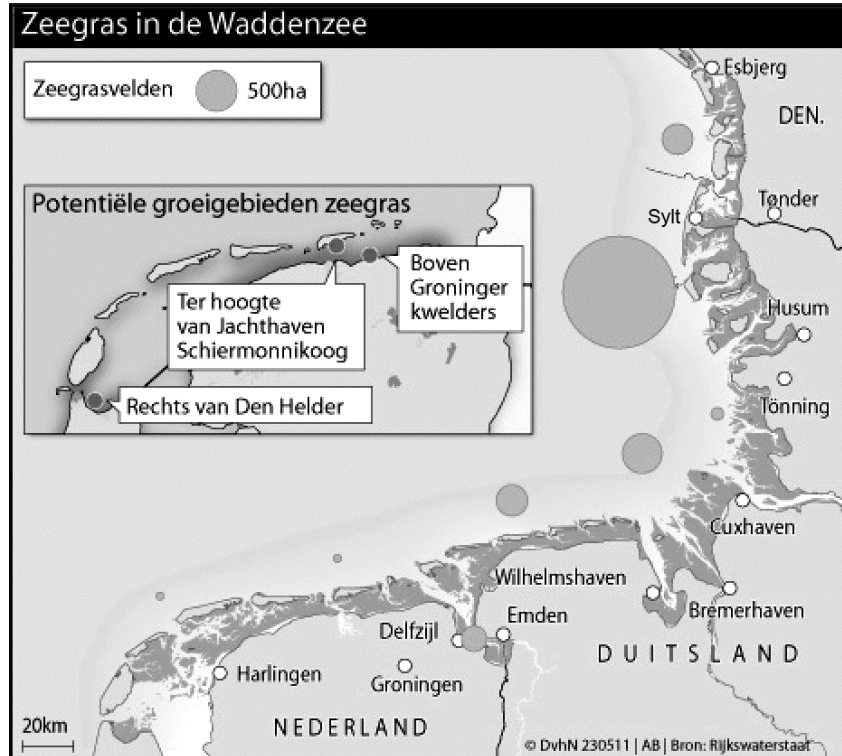 Zeegras in de Waddenzee
Zeegrasvelden 500ha
Esbjerg
DEN.
Potentiële groeigebieden zeegras
Sylt
Tønder
Ter hoogte
van Jachthaven
Schiermonnikoog
Boven
Groninger
kwelders
Husum
Rechts van Den Helder
Tönning
Cuxhaven
Wilhelmshaven
Bremerhaven
Delfzijl
Emden
DUITSLAND
Harlingen
Groningen
20km
NEDERLAND
© DvhN 230511 | AB | Bron: Rijkswaterstaat